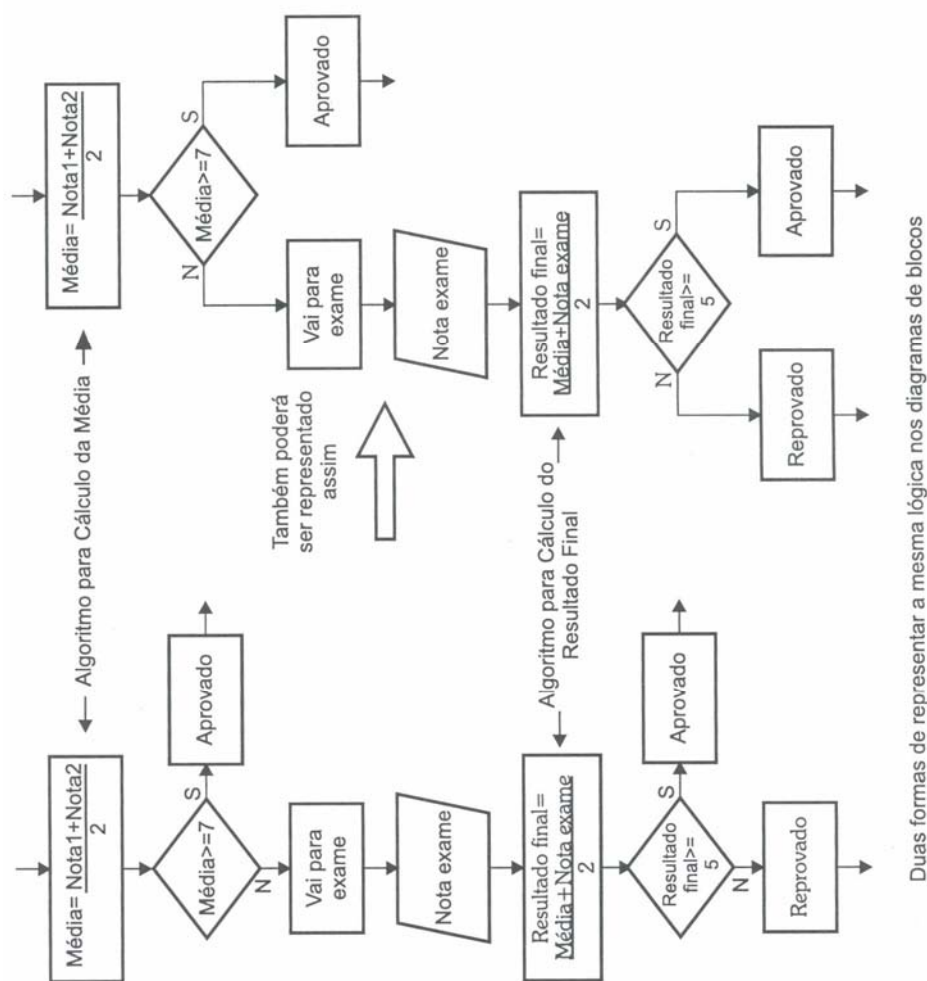 Média= Nota1+Nota2
2
Média>=7
S
N
Aprovado
Vai para
exame
Nota exame
Resultado final=
Média+Nota exame
2
Resultado
final>=
5
S
N
Aprovado
Reprovado
Algoritmo para Cálculo da Média
Também poderá
ser representado
assim
Algoritmo para Cálculo do
Resultado Final
Média= Nota1+Nota2
2
Média>=7
N
S
Vai para
exame
Aprovado
Nota exame
Resultado final=
Média+Nota exame
2
Resultado
final>=
5
N
S
Reprovado
Aprovado
Duas formas de representar a mesma lógica nos diagramas de blocos